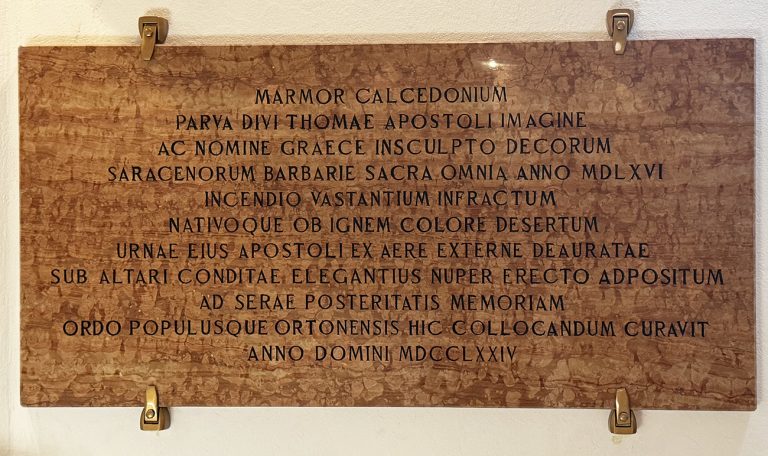 MARMOR CALCEDONIUM
PARVA DIVI THOMAE APOSTOLI IMAGINE
AC NOMINE GRAECE INSCULPTO DECORUM
SARACENORUM BARBARIE SACRA OMNIA ANNO MDLXVI
INCENDIO VASTANTIUM INFRACTUM
NATIVOQUE OB IGNEM COLORE DESERTUM
URNAE EIUS APOSTOLI EX AERE EXTERNE DEAURATAE
SUB ALTARI CONDITAE ELEGANTIUS NUPER ERECTO ADPOSITUM
AD SERAE POSTERITATIS MEMORIAM
ORDO POPULUSQUE ORTONENSIS HIC COLLOCANDUM CURAVIT
ANNO DOMINI MDCCLXXIV